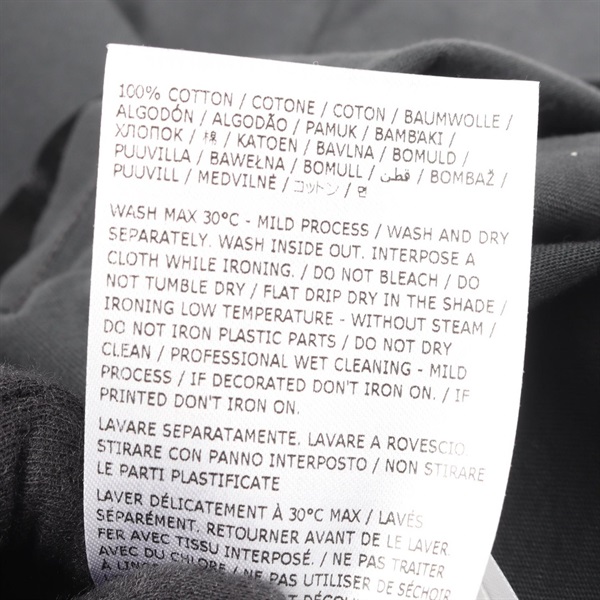 100% COTTON / COTONE / COTON / BAUMWOLLE /
ALGODÓN / ALGODÃO / PAMUK / BAMBAKI /
ХЛОПОК / 棉 / KATOEN / BAVLNA / BOMULD /
PUUVILLA / BAWEŁNA / BOMULL / قطن / BOMBAŽ /
PUUVILL / MEDVILNĖ / コットン / 면
WASH MAX 30°C - MILD PROCESS / WASH AND DRY
SEPARATELY. WASH INSIDE OUT. INTERPOSE A
CLOTH WHILE IRONING. / DO NOT BLEACH / DO
NOT TUMBLE DRY / FLAT DRIP DRY IN THE SHADE /
IRONING LOW TEMPERATURE - WITHOUT STEAM /
DO NOT IRON PLASTIC PARTS / DO NOT DRY
CLEAN / PROFESSIONAL WET CLEANING - MILD
PROCESS / IF DECORATED DON'T IRON ON. / IF
PRINTED DON'T IRON ON.
LAVARE SEPARATAMENTE. LAVARE A ROVESCIO.
STIRARE CON PANNO INTERPOSTO / NON STIRARE
LE PARTI PLASTIFICATE
LAVER DÉLICATEMENT À 30°C MAX / LAVÉS
SÉPARÉMENT. RETOURNER AVANT DE LE LAVER.
FER AVEC TISSU INTERPOSÉ. / NE PAS TRAITER
AVEC DU CHLORE / NE PAS UTILISER DE SÉCHOIR